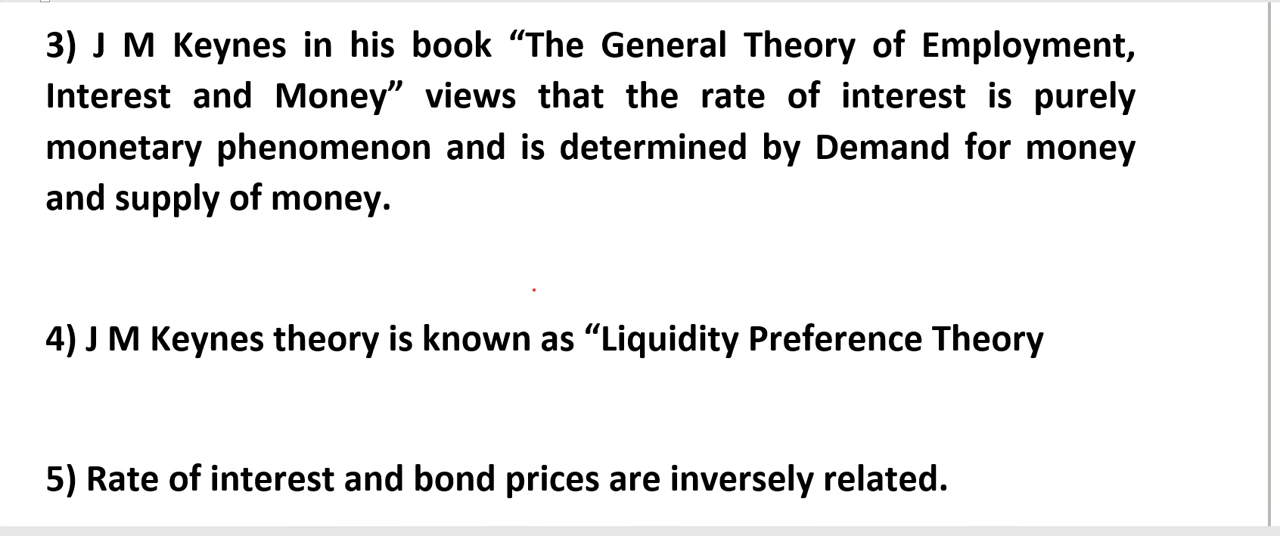 3) J M Keynes in his book “The General Theory of Employment,
Interest and Money” views that the rate of interest is purely
monetary phenomenon and is determined by Demand for money
and supply of money.
4) J M Keynes theory is known as “Liquidity Preference Theory
5) Rate of interest and bond prices are inversely related.